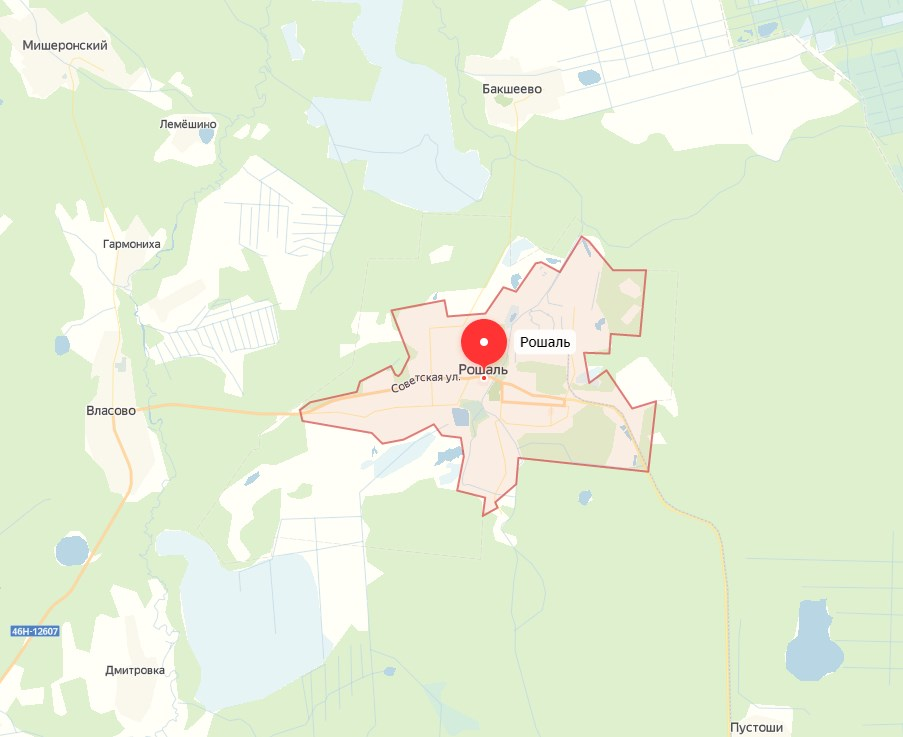 Мишеронский
Бакшеево
Лемёшино
Гармониха
Рошаль
Рошаль
Советская ул.
Власово
46Н-12607
Дмитровка
Пустоши